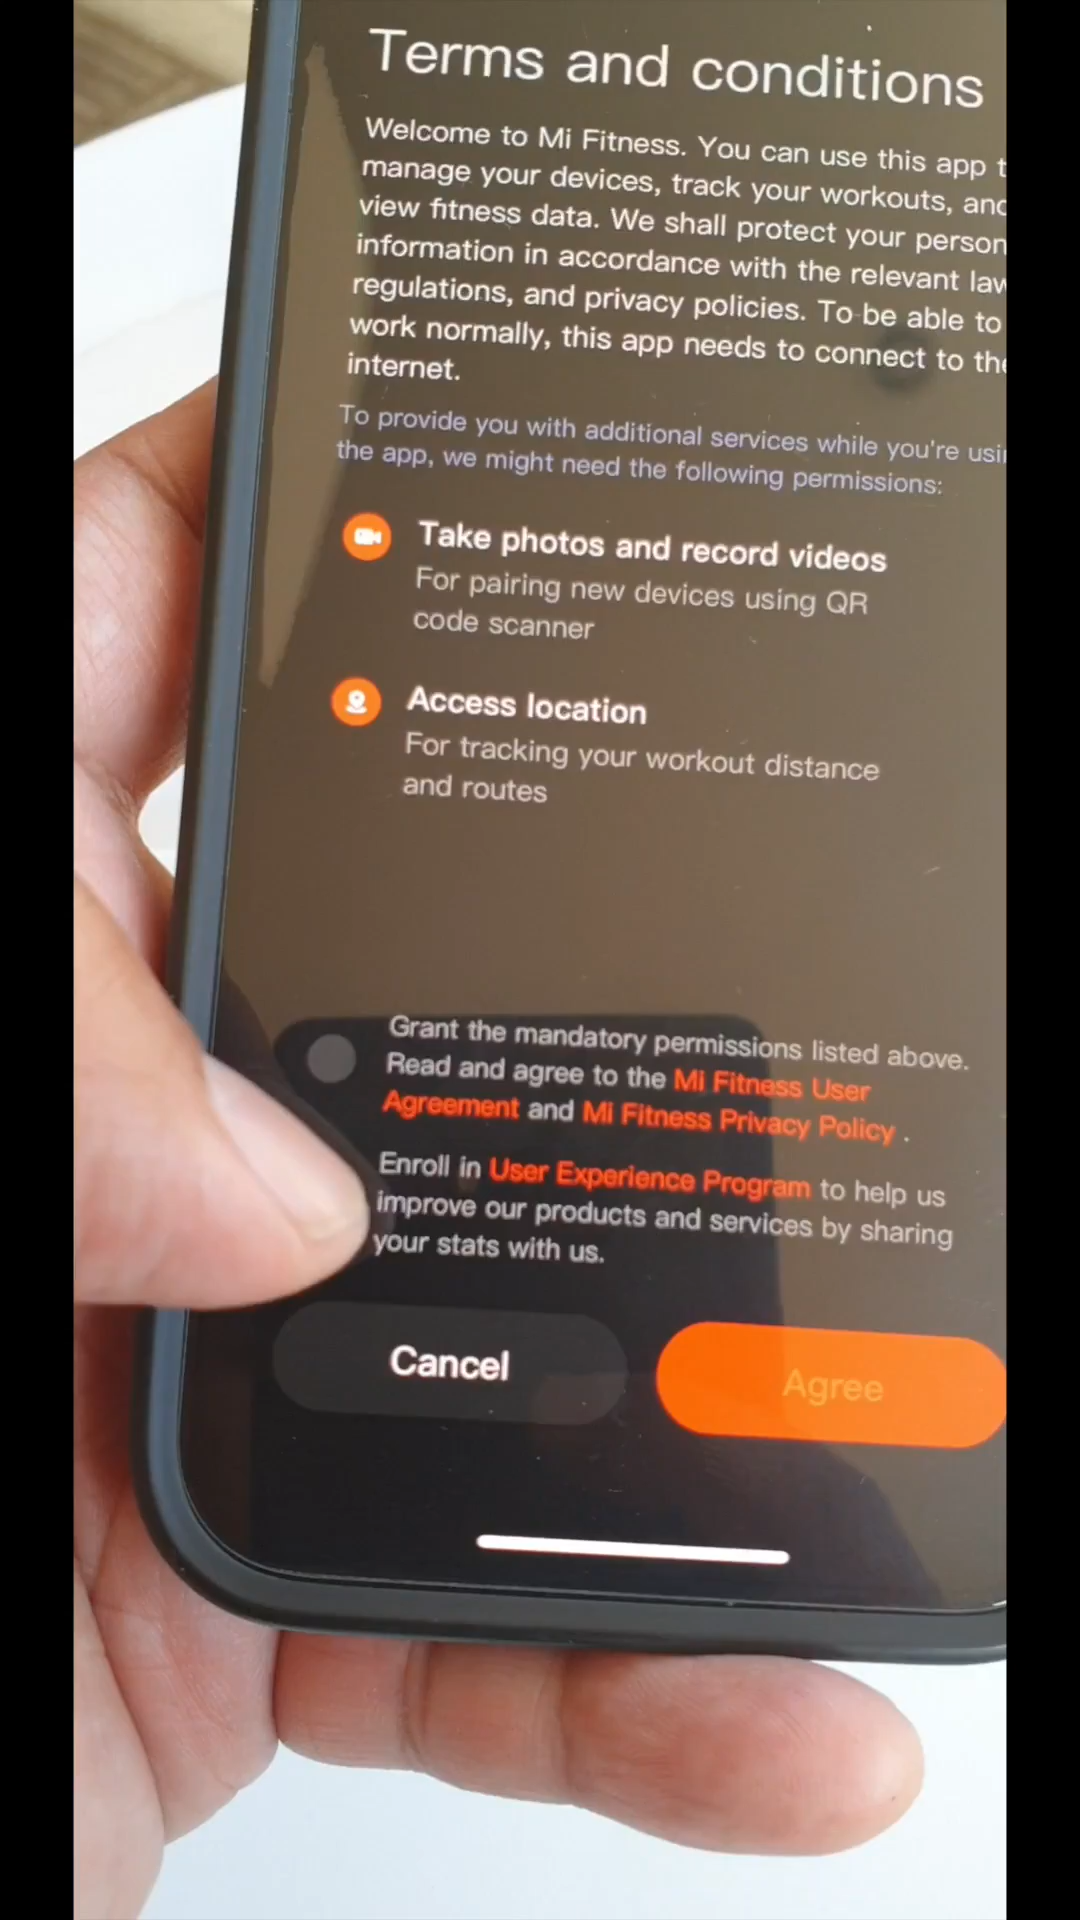 Terms and conditions
Welcome to Mi Fitness. You can use this app t
manage your devices, track your workouts, and
view fitness data. We shall protect your person
information in accordance with the relevant law
regulations, and privacy policies. To be able to
work normally, this app needs to connect to the
internet.
To provide you with additional services while you're usi
the app, we might need the following permissions:
Take photos and record videos
For pairing new devices using QR
code scanner
Access location
For tracking your workout distance
and routes
Grant the mandatory permissions listed above.
Read and agree to the Mi Fitness User
Agreement and Mi Fitness Privacy Policy .
Enroll in User Experience Program to help us
improve our products and services by sharing
your stats with us.
Cancel
Agree